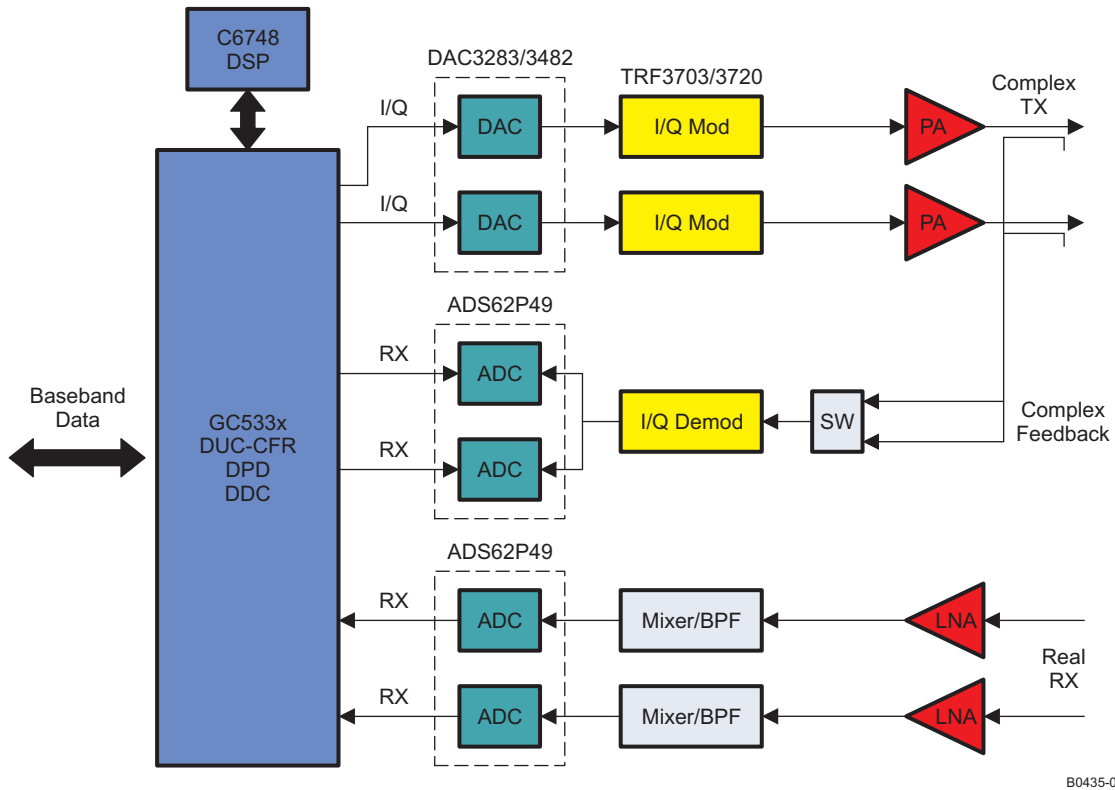 C6748
DSP
DAC3283/3482
TRF3703/3720
Complex
TX
I/Q
DAC
I/Q Mod
PA
I/Q
DAC
I/Q Mod
PA
ADS62P49
RX
ADC
Baseband
Data
GC533x
DUC-CFR
DPD
DDC
I/Q Demod
SW
Complex
Feedback
RX
ADC
ADS62P49
RX
ADC
Mixer/BPF
LNA
Real
RX
RX
ADC
Mixer/BPF
LNA
B0435-0